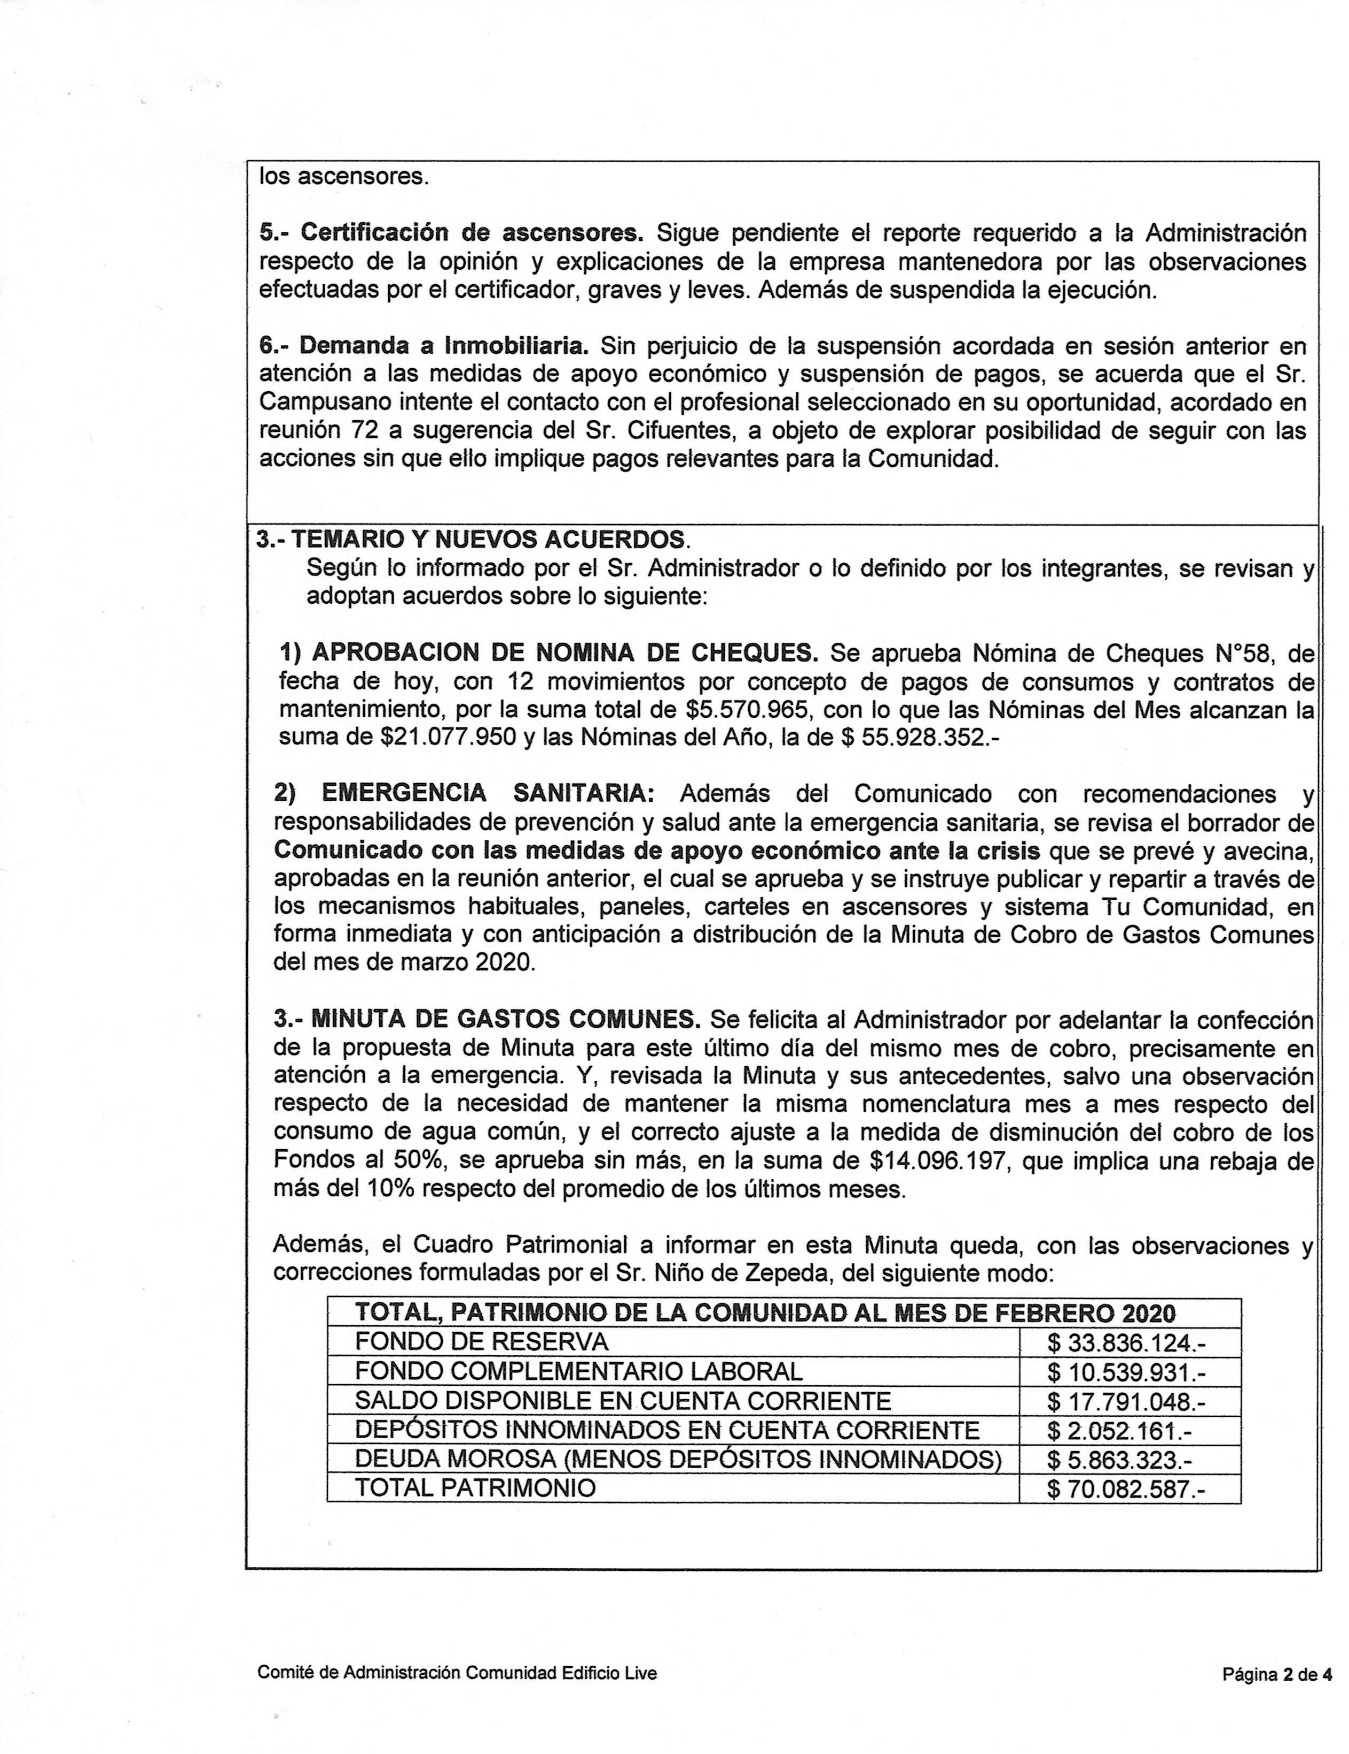 los ascensores.
5.- Certificación de ascensores. Sigue pendiente el reporte requerido a la Administración
respecto de la opinión y explicaciones de la empresa mantenedora por las observaciones
efectuadas por el certificador, graves y leves. Además de suspendida la ejecución.
6.- Demanda a Inmobiliaria. Sin perjuicio de la suspensión acordada en sesión anterior en
atención a las medidas de apoyo económico y suspensión de pagos, se acuerda que el Sr.
Campusano intente el contacto con el profesional seleccionado en su oportunidad, acordado en
reunión 72 a sugerencia del Sr. Cifuentes, a objeto de explorar posibilidad de seguir con las
acciones sin que ello implique pagos relevantes para la Comunidad.
3.- TEMARIO Y NUEVOS ACUERDOS.
Según lo informado por el Sr. Administrador o lo definido por los integrantes, se revisan y
adoptan acuerdos sobre lo siguiente:
1) APROBACION DE NOMINA DE CHEQUES. Se aprueba Nómina de Cheques N°58, de
fecha de hoy, con 12 movimientos por concepto de pagos de consumos y contratos de
mantenimiento, por la suma total de $5.570.965, con lo que las Nóminas del Mes alcanzan la
suma de $21.077.950 y las Nóminas del Año, la de $ 55.928.352.-
2) EMERGENCIA SANITARIA: Además del Comunicado con recomendaciones y
responsabilidades de prevención y salud ante la emergencia sanitaria, se revisa el borrador de
Comunicado con las medidas de apoyo económico ante la crisis que se prevé y avecina,
aprobadas en la reunión anterior, el cual se aprueba y se instruye publicar y repartir a través de
los mecanismos habituales, paneles, carteles en ascensores y sistema Tu Comunidad, en
forma inmediata y con anticipación a distribución de la Minuta de Cobro de Gastos Comunes
del mes de marzo 2020.
3.- MINUTA DE GASTOS COMUNES. Se felicita al Administrador por adelantar la confección
de la propuesta de Minuta para este último día del mismo mes de cobro, precisamente en
atención a la emergencia. Y, revisada la Minuta y sus antecedentes, salvo una observación
respecto de la necesidad de mantener la misma nomenclatura mes a mes respecto del
consumo de agua común, y el correcto ajuste a la medida de disminución del cobro de los
Fondos al 50%, se aprueba sin más, en la suma de $14.096.197, que implica una rebaja de
más del 10% respecto del promedio de los últimos meses.
Además, el Cuadro Patrimonial a informar en esta Minuta queda, con las observaciones y
correcciones formuladas por el Sr. Niño de Zepeda, del siguiente modo:
TOTAL, PATRIMONIO DE LA COMUNIDAD AL MES DE FEBRERO 2020
FONDO DE RESERVA $ 33.836.124.-
FONDO COMPLEMENTARIO LABORAL $ 10.539.931.-
SALDO DISPONIBLE EN CUENTA CORRIENTE $ 17.791.048.-
DEPÓSITOS INNOMINADOS EN CUENTA CORRIENTE $ 2.052.161.-
DEUDA MOROSA (MENOS DEPÓSITOS INNOMINADOS) $ 5.863.323.-
TOTAL PATRIMONIO $ 70.082.587.-
Comité de Administración Comunidad Edificio Live Página 2 de 4